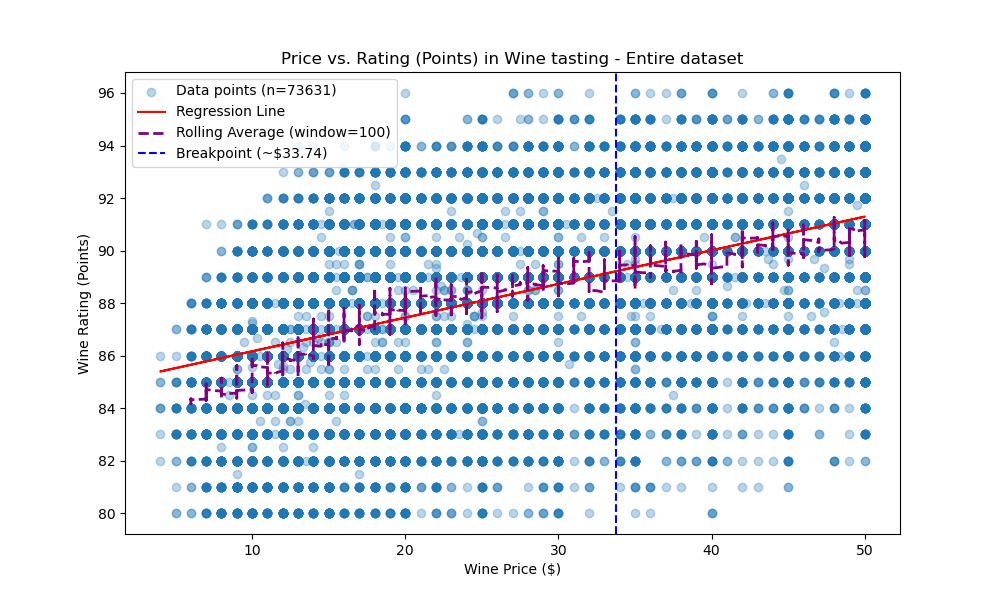 Price vs. Rating (Points) in Wine tasting - Entire dataset
Data points (n=73631)
Regression Line
Rolling Average (window=100)
Breakpoint (~$33.74)
Wine Rating (Points)
96
94
92
90
88
86
84
82
80
10
20
30
40
50
Wine Price ($)